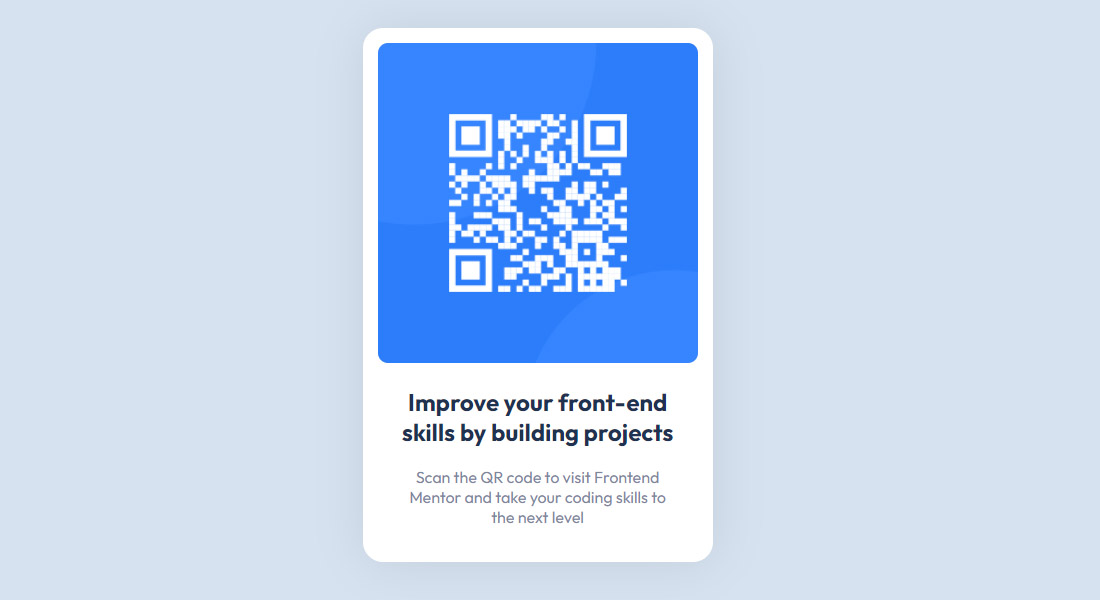 Improve your front-end
skills by building projects
Scan the QR code to visit Frontend
Mentor and take your coding skills to
the next level